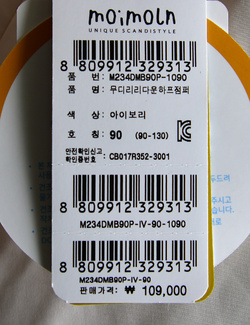 moimoln
UNIQUE SCANDISTYLE
8 809912 329313
품 번: M234DMB90P-1090
품 명: 무디리리다운하프점퍼
색 상: 아이보리
호 칭: 90 (90-130)
안전확인신고
확인증번호 : CB017R352-3001
8 809912 329313
M234DMB90P-IV-90-1090
8 809912 329313
M234DMB90P-IV-90
판매가격: ₩ 109,000